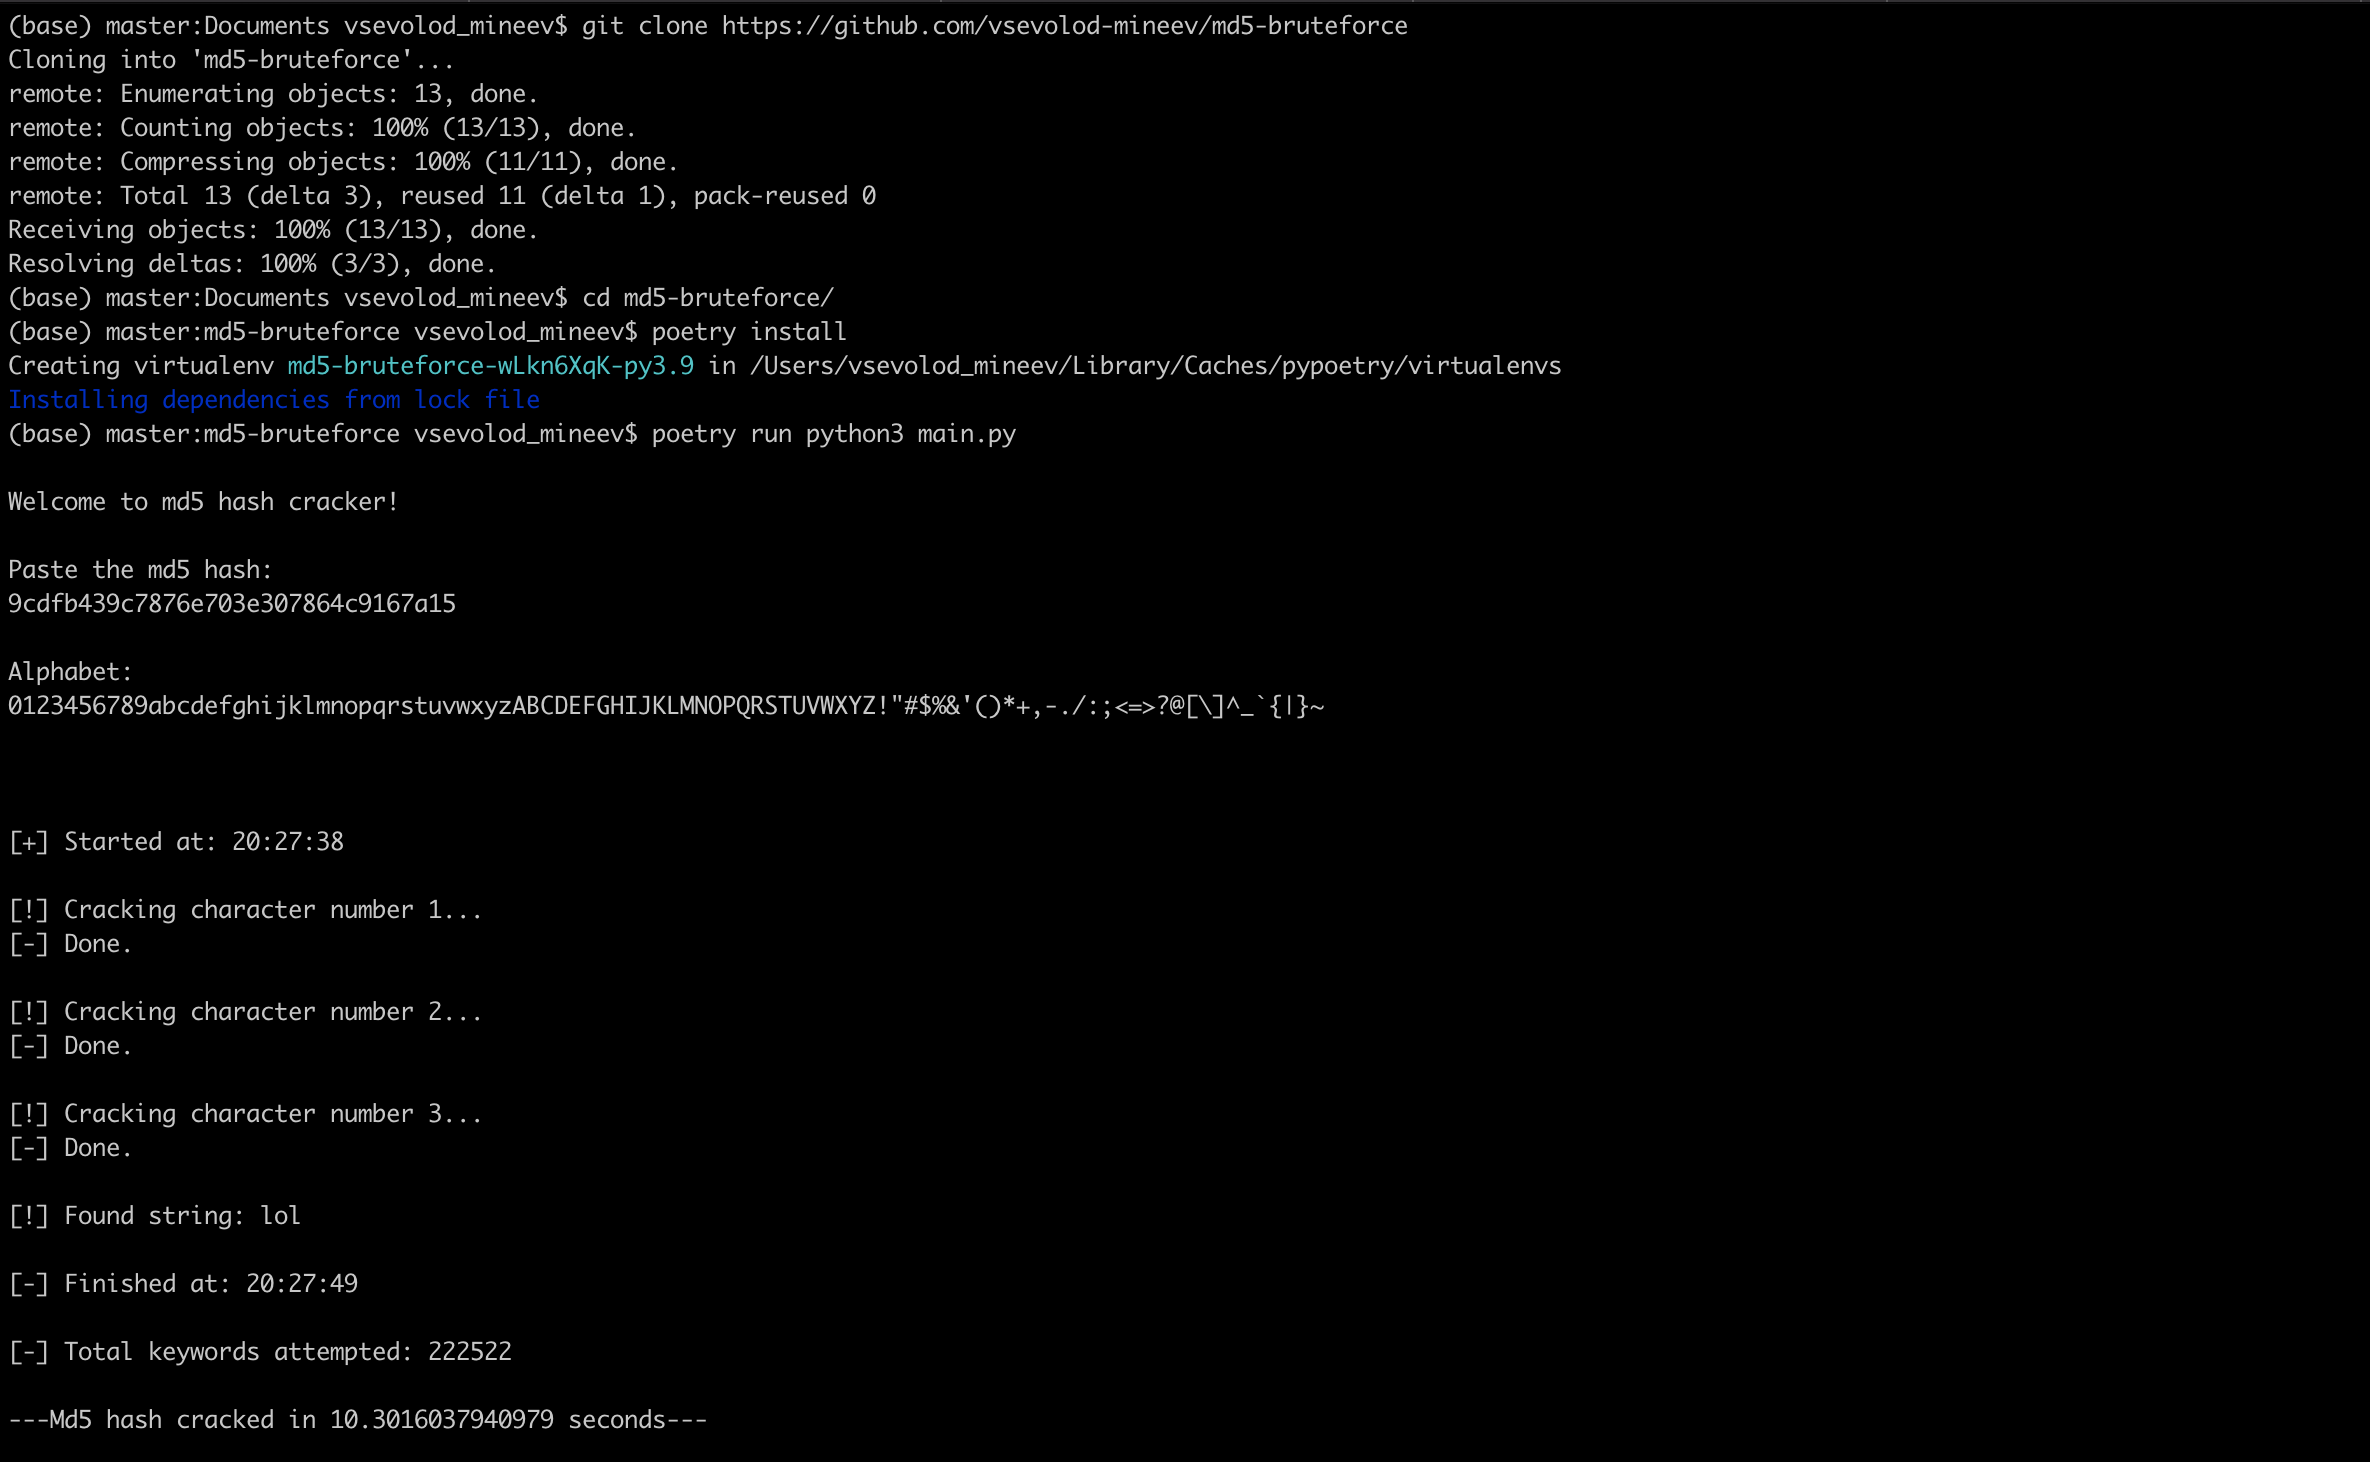 (base) master:Documents vsevolod_mineev$ git clone https://github.com/vsevolod-mineev/md5-bruteforce
Cloning into 'md5-bruteforce'...
remote: Enumerating objects: 13, done.
remote: Counting objects: 100% (13/13), done.
remote: Compressing objects: 100% (11/11), done.
remote: Total 13 (delta 3), reused 11 (delta 1), pack-reused 0
Receiving objects: 100% (13/13), done.
Resolving deltas: 100% (3/3), done.
(base) master:Documents vsevolod_mineev$ cd md5-bruteforce/
(base) master:md5-bruteforce vsevolod_mineev$ poetry install
Creating virtualenv md5-bruteforce-wLkn6XqK-py3.9 in /Users/vsevolod_mineev/Library/Caches/pypoetry/virtualenvs
Installing dependencies from lock file
(base) master:md5-bruteforce vsevolod_mineev$ poetry run python3 main.py
Welcome to md5 hash cracker!
Paste the md5 hash:
9cdfb439c7876e703e307864c9167a15
Alphabet:
0123456789abcdefghijklmnopqrstuvwxyzABCDEFGHIJKLMNOPQRSTUVWXYZ!"#$%&'()*+,-./:;<=>?@[\]^_`{|}~
[+] Started at: 20:27:38
[!] Cracking character number 1...
[-] Done.
[!] Cracking character number 2...
[-] Done.
[!] Cracking character number 3...
[-] Done.
[!] Found string: lol
[-] Finished at: 20:27:49
[-] Total keywords attempted: 222522
---Md5 hash cracked in 10.3016037940979 seconds---